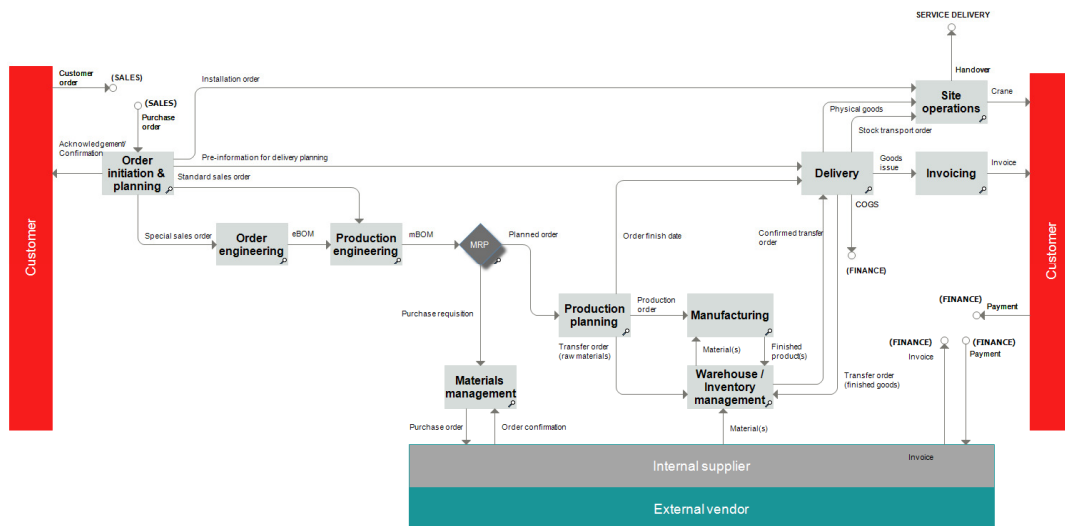 SERVICE DELIVERY
Customer
order
(SALES)
Installation order
Handover
Site
operations
Crane
(SALES)
Purchase
order
Physical goods
Stock transport order
Acknowledgement/
Confirmation
Order
initiation &
planning
Pre-information for delivery planning
Standard sales order
Delivery
Goods
issue
Invoicing
Invoice
COGS
Customer
Customer
Special sales order
Order
engineering
eBOM
Production
engineering
mBOM
MRP
Planned order
Order finish date
Confirmed transfer
order
(FINANCE)
Purchase requisition
Production
planning
Production
order
Manufacturing
(FINANCE)
Payment
Transfer order
(raw materials)
Material(s)
Finished
product(s)
(FINANCE)
Invoice
(FINANCE)
Payment
Materials
management
Warehouse /
Inventory
management
Transfer order
(finished goods)
Purchase order
Order confirmation
Material(s)
Invoice
Internal supplier
External vendor